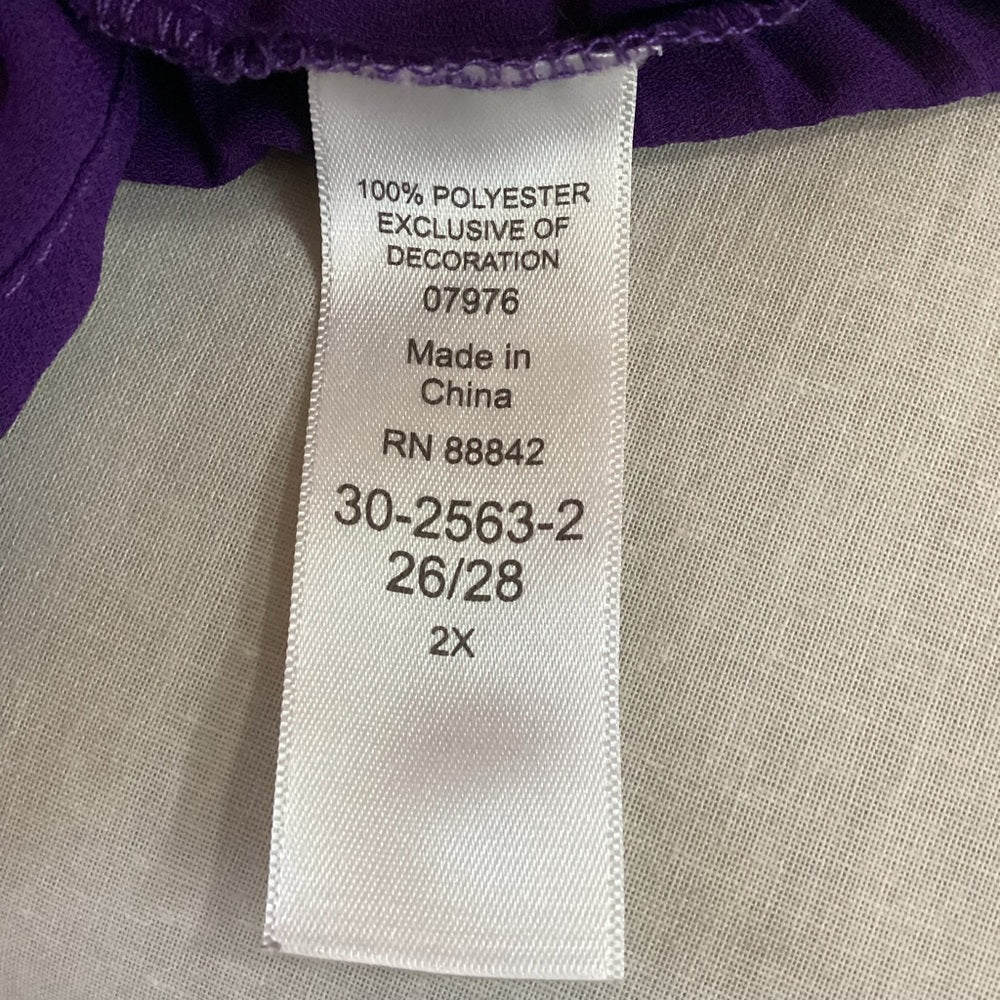 100% POLYESTER
EXCLUSIVE OF
DECORATION
07976
Made in
China
RN 88842
30-2563-2
26/28
2X